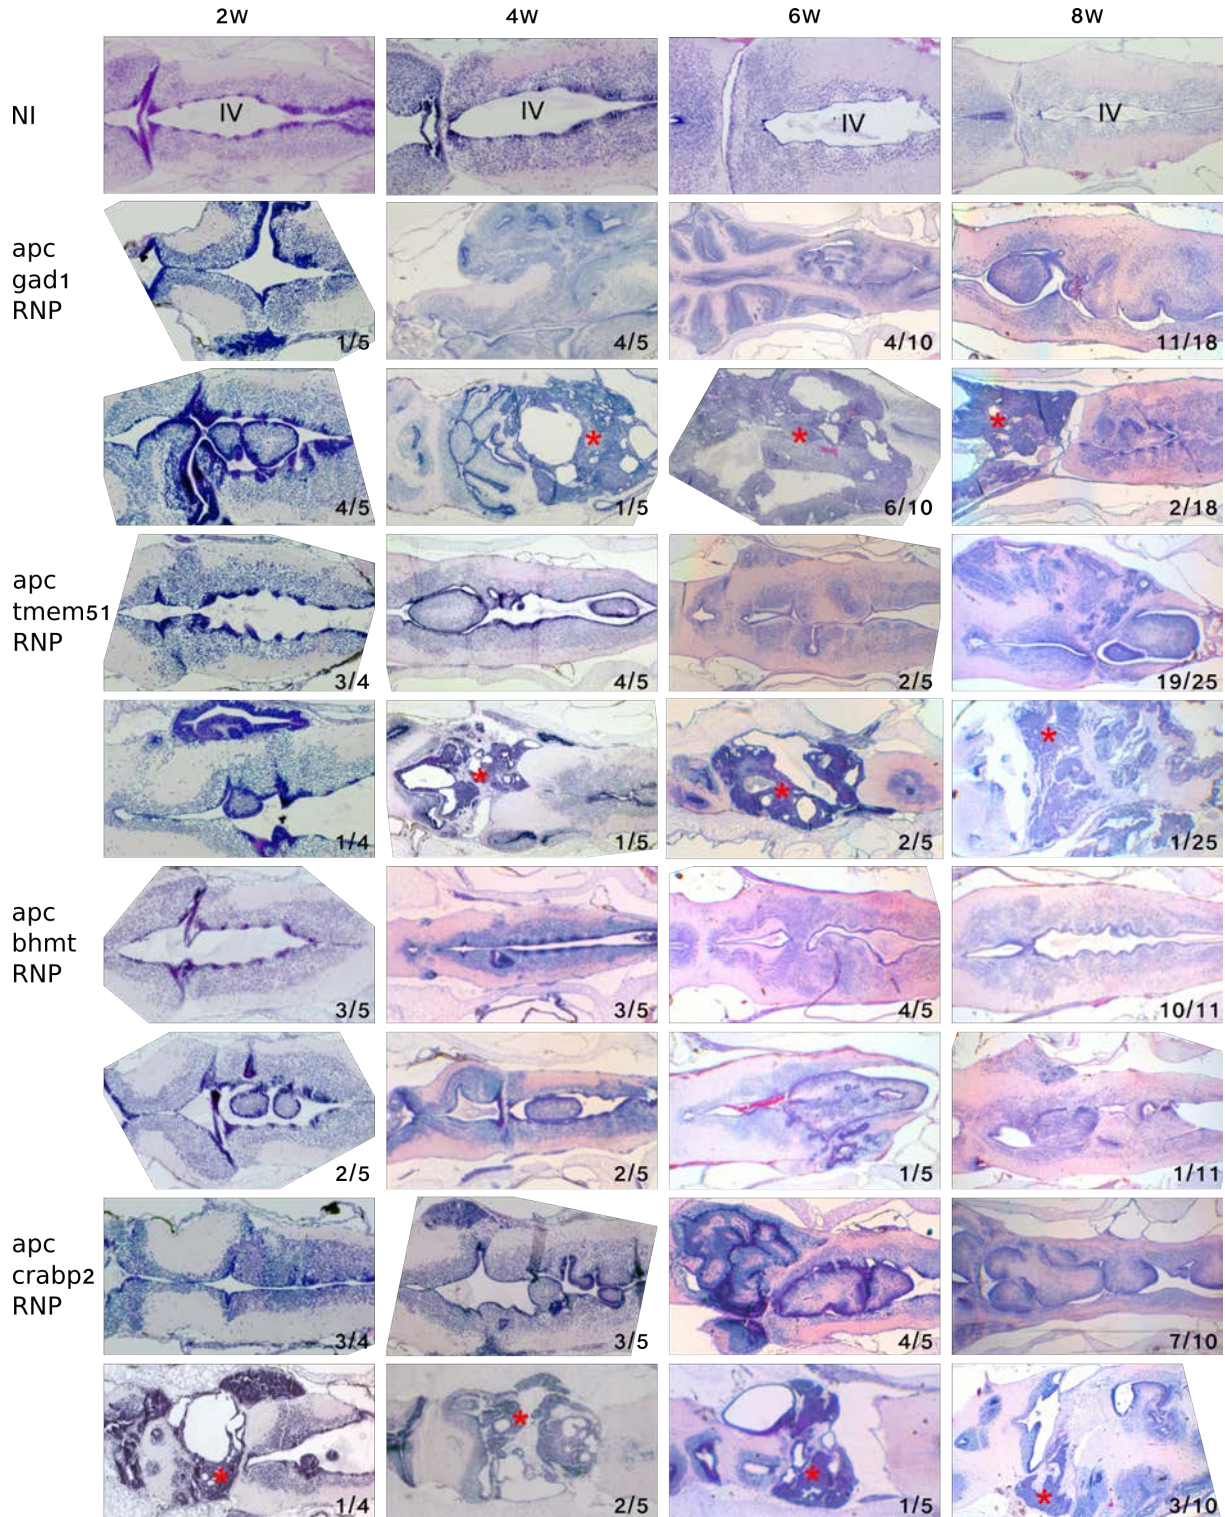 2w 4w 6w 8w
NI IV IV IV IV
apc
gad1
RNP
1/5 4/5 4/10 11/18
* * *
4/5 1/5 6/10 2/18
apc
tmem51
RNP
3/4 4/5 2/5 19/25
* * *
1/4 1/5 2/5 1/25
apc
bhmt
RNP
3/5 3/5 4/5 10/11
2/5 2/5 1/5 1/11
apc
crabp2
RNP
3/4 3/5 4/5 7/10
* * * *
1/4 2/5 1/5 3/10